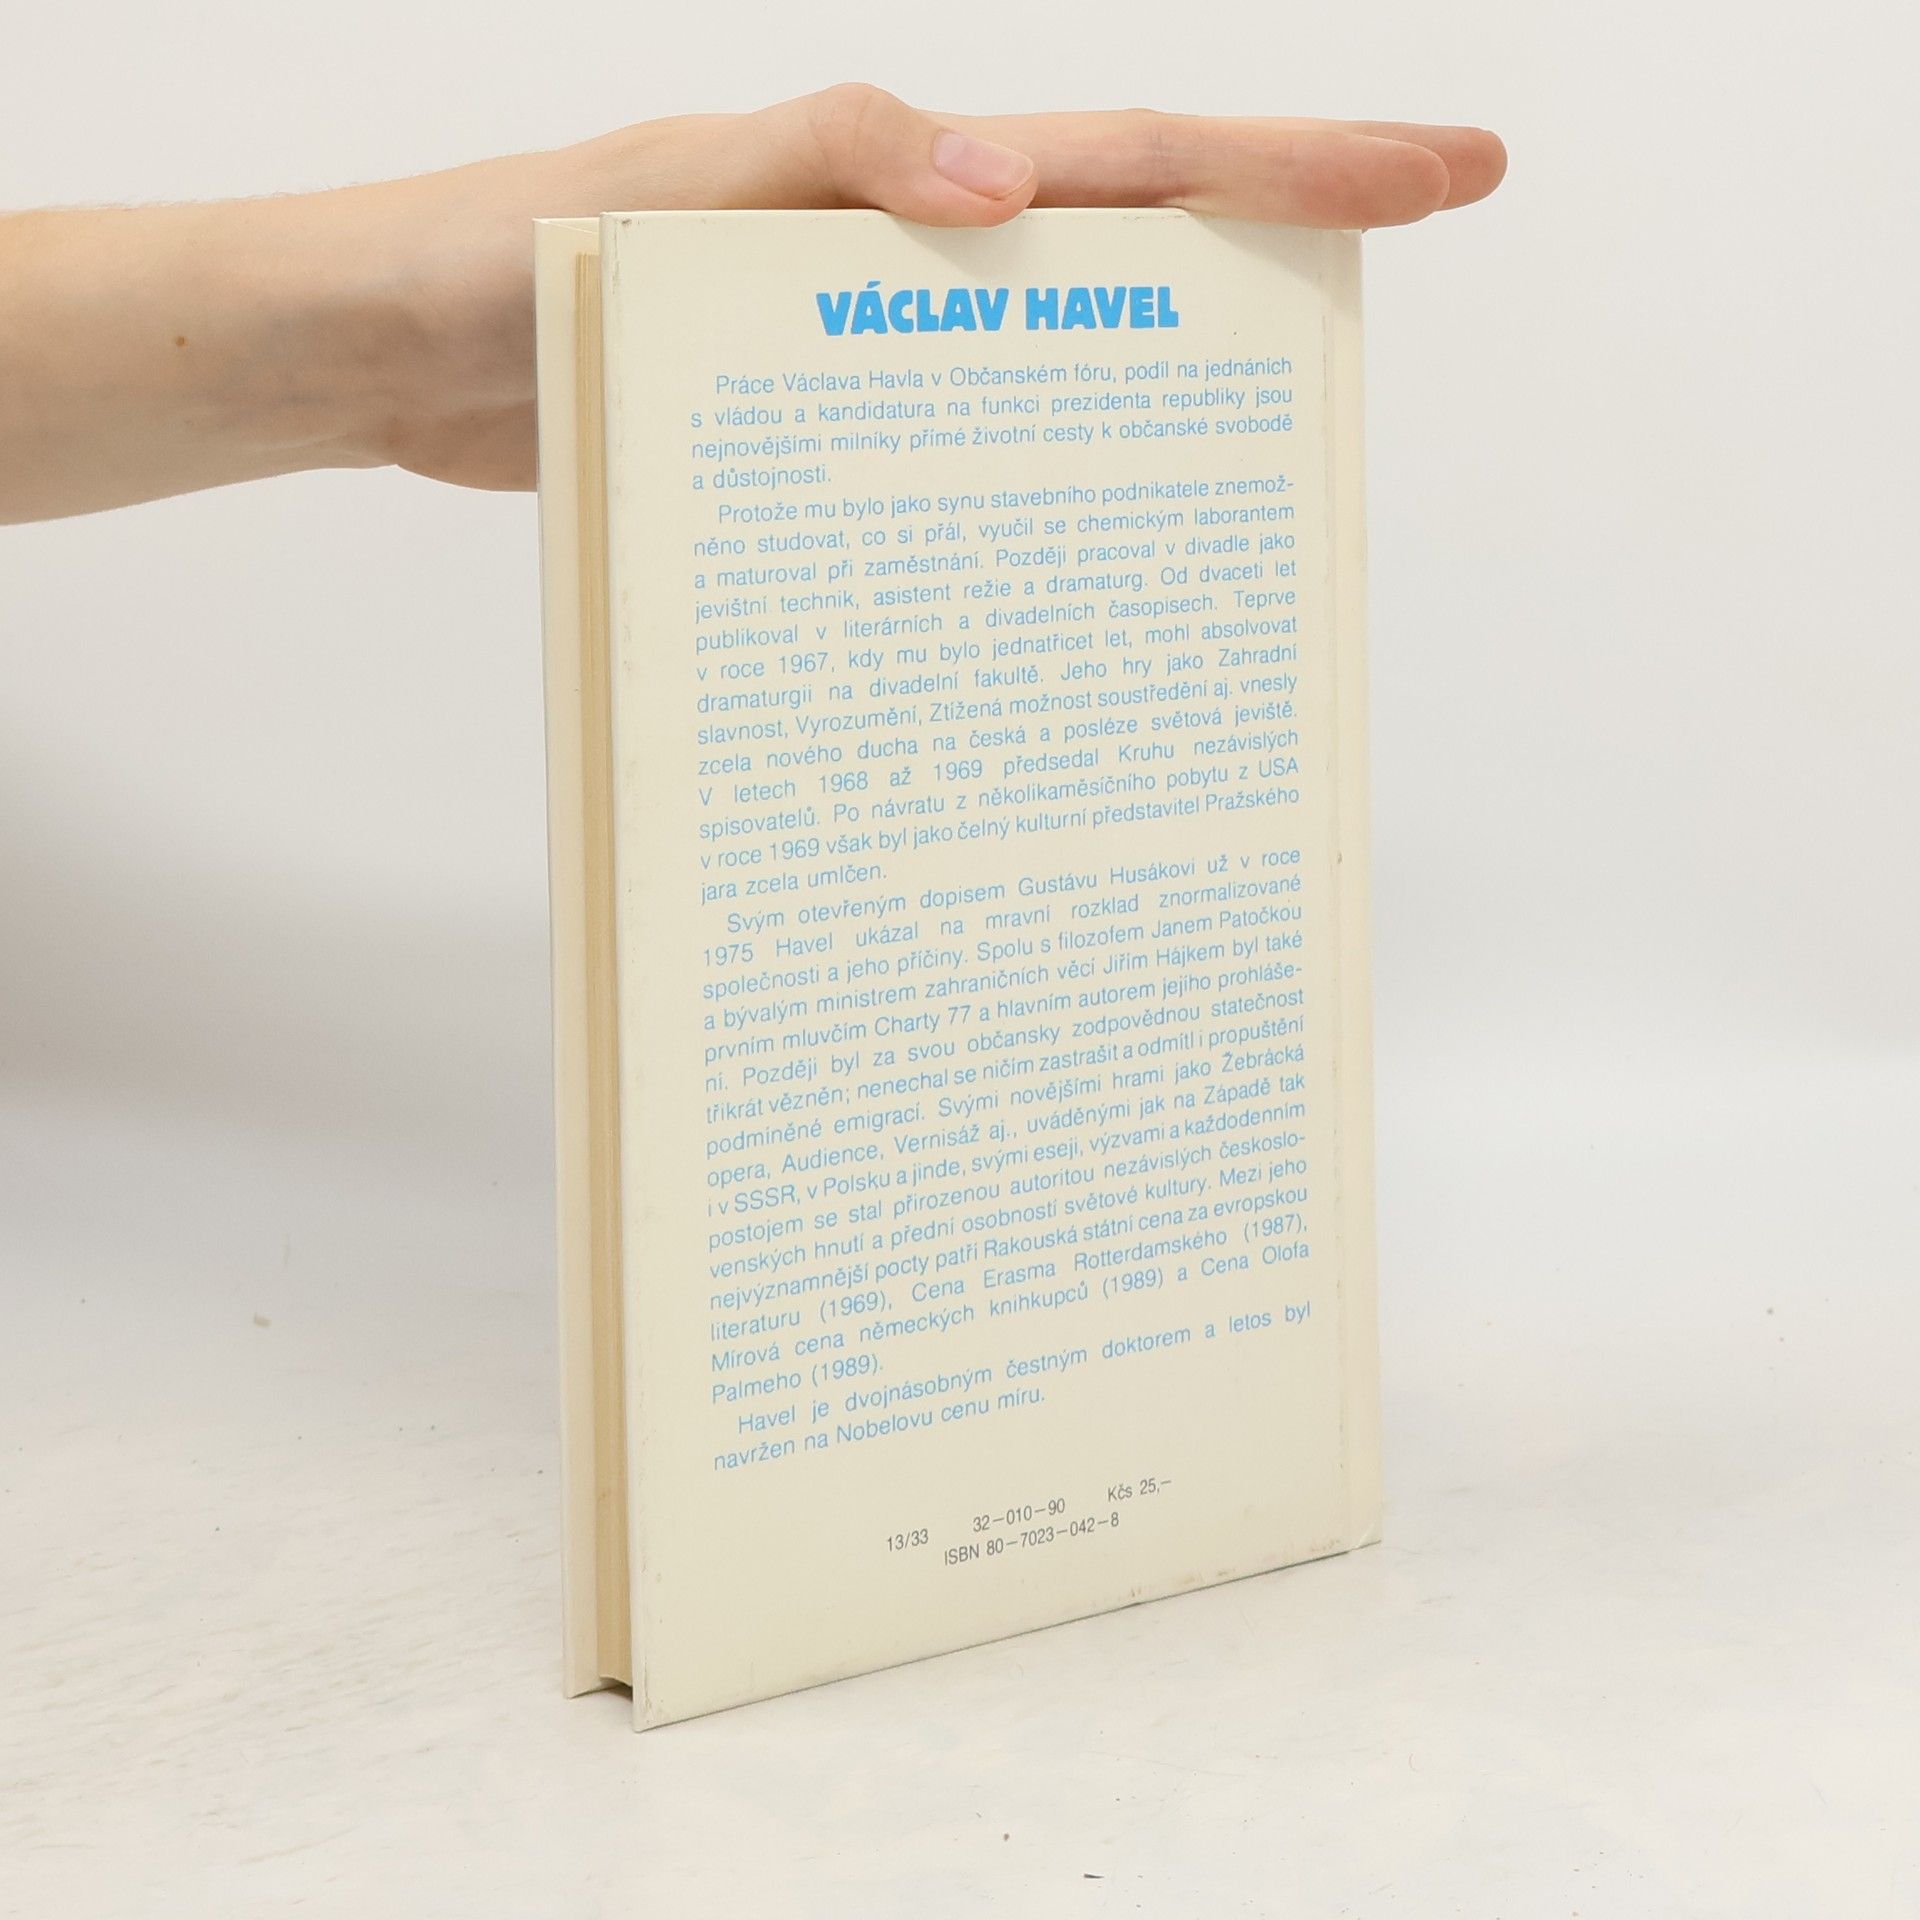 VÁCLAV HAVEL
Práce Václava Havla v Občanském fóru, podíl na jednáních
s vládou a kandidatura na funkci prezidenta republiky jsou
nejnovějšími milníky přímé životní cesty k občanské svobodě
a důstojnosti.
Protože mu bylo jako synu stavebního podnikatele znemož-
něno studovat, co si přál, vyučil se chemickým laborantem
a maturoval při zaměstnání. Později pracoval v divadle jako
jevištní technik, asistent režie a dramaturg. Od dvaceti let
publikoval v literárních a divadelních časopisech. Teprve
v roce 1967, kdy mu bylo jednatřicet let, mohl absolvovat
dramaturgii na divadelní fakultě. Jeho hry jako Zahradní
slavnost, Vyrozumění, Ztížená možnost soustředění aj. vnesly
zcela nového ducha na česká a posléze světová jeviště.
V letech 1968 až 1969 předsedal Kruhu nezávislých
spisovatelů. Po návratu z několikaměsíčního pobytu z USA
v roce 1969 však byl jako čelný kulturní představitel Pražského
jara zcela umlčen.
Svým otevřeným dopisem Gustávu Husákovi už v roce
1975 Havel ukázal na mravní rozklad znormalizované
společnosti a jeho příčiny. Spolu s filozofem Janem Patočkou
a bývalým ministrem zahraničních věcí Jiřím Hájkem byl také
prvním mluvčím Charty 77 a hlavním autorem jejího prohláše-
ní. Později byl za svou občansky zodpovědnou statečnost
třikrát vězněn; nenechal se ničím zastrašit a odmítl i propuštění
podmíněné emigrací. Svými novějšími hrami jako Žebrácká
opera, Audience, Vernisáž aj., uváděnými jak na Západě tak
i v SSSR, v Polsku a jinde, svými eseji, výzvami a každodenním
postojem se stal přirozenou autoritou nezávislých českoslo-
venských hnutí a přední osobností světové kultury. Mezi jeho
nejvýznamnější pocty patří Rakouská státní cena za evropskou
literaturu (1969), Cena Erasma Rotterdamského (1987),
Mírová cena německých knihkupců (1989) a Cena Olofa
Palmeho (1989).
Havel je dvojnásobným čestným doktorem a letos byl
navržen na Nobelovu cenu míru.
13/33 32—010—90 Kčs 25,—
ISBN 80—7023—042—8